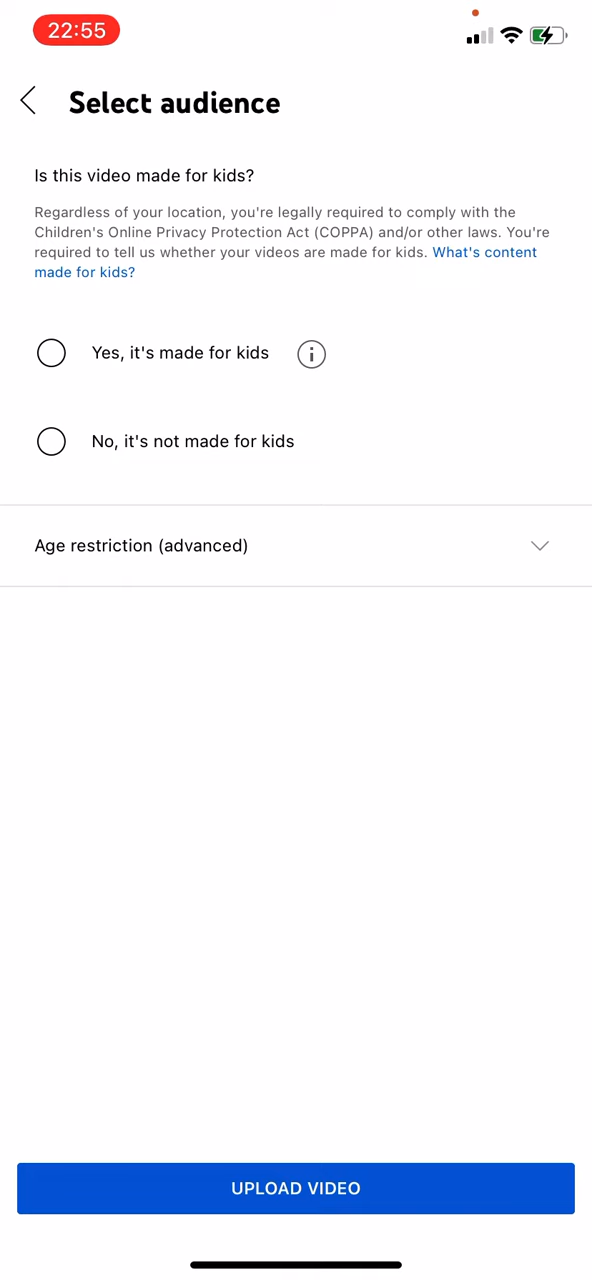 22:55
Select audience
Is this video made for kids?
Regardless of your location, you're legally required to comply with the
Children's Online Privacy Protection Act (COPPA) and/or other laws. You're
required to tell us whether your videos are made for kids. What's content
made for kids?
Yes, it's made for kids
No, it's not made for kids
Age restriction (advanced)
UPLOAD VIDEO